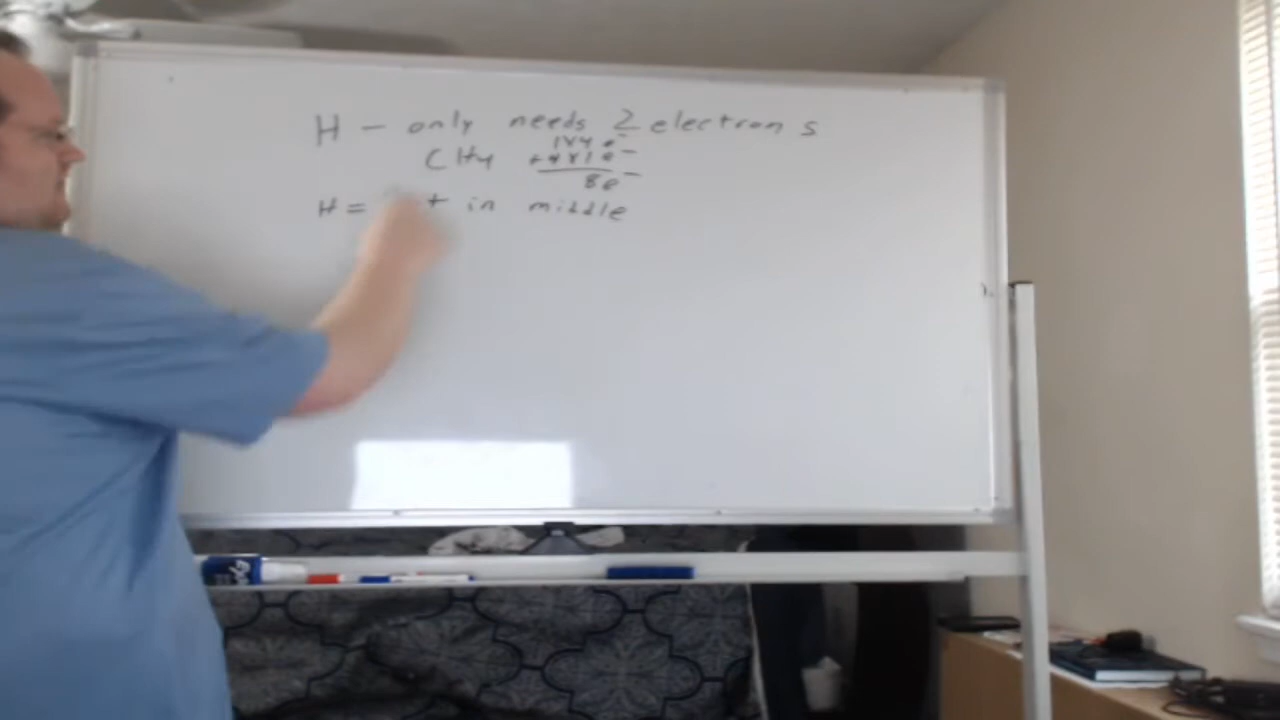 H - only needs 2 electrons
CH4 1x4 e-
+4x1e-
8e-
H = in middle